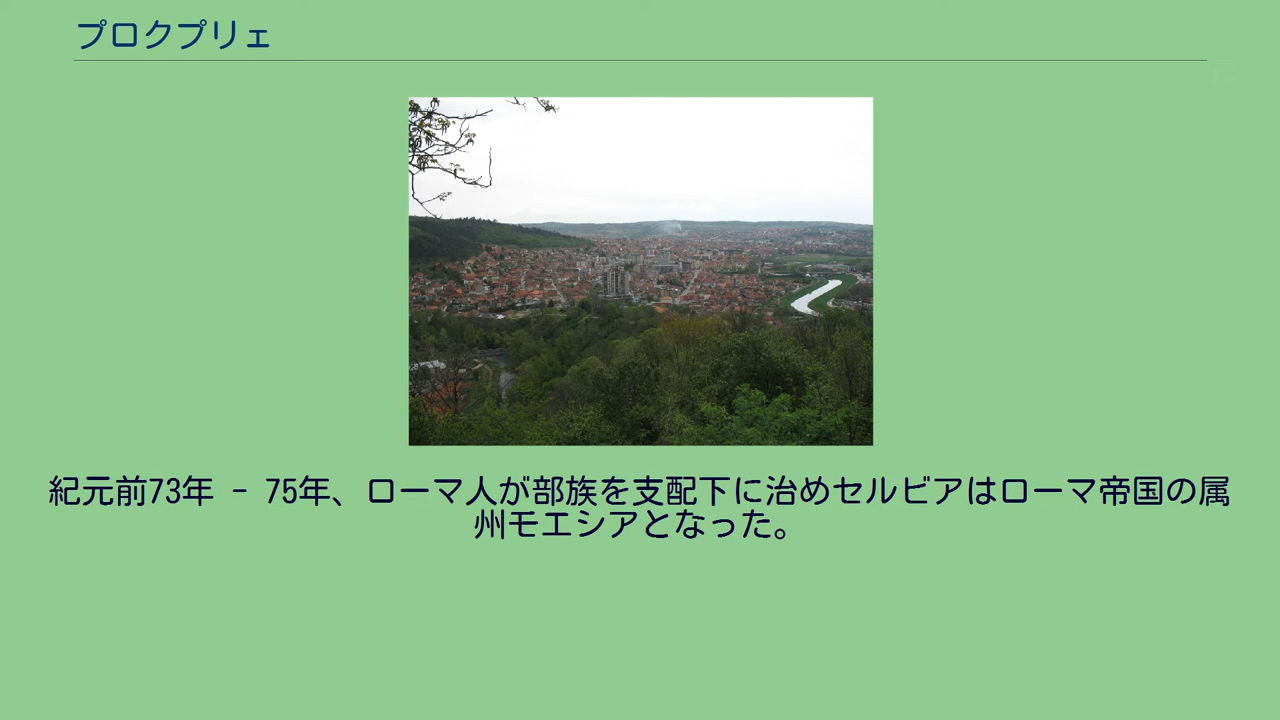 プロクプリェ
紀元前73年 - 75年、ローマ人が部族を支配下に治めセルビアはローマ帝国の属
州モエシアとなった。